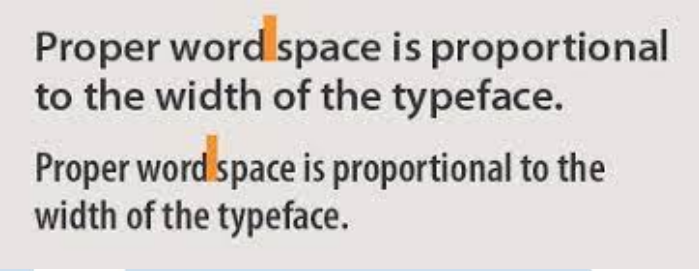 Proper word space is proportional
to the width of the typeface.
Proper word space is proportional to the
width of the typeface.